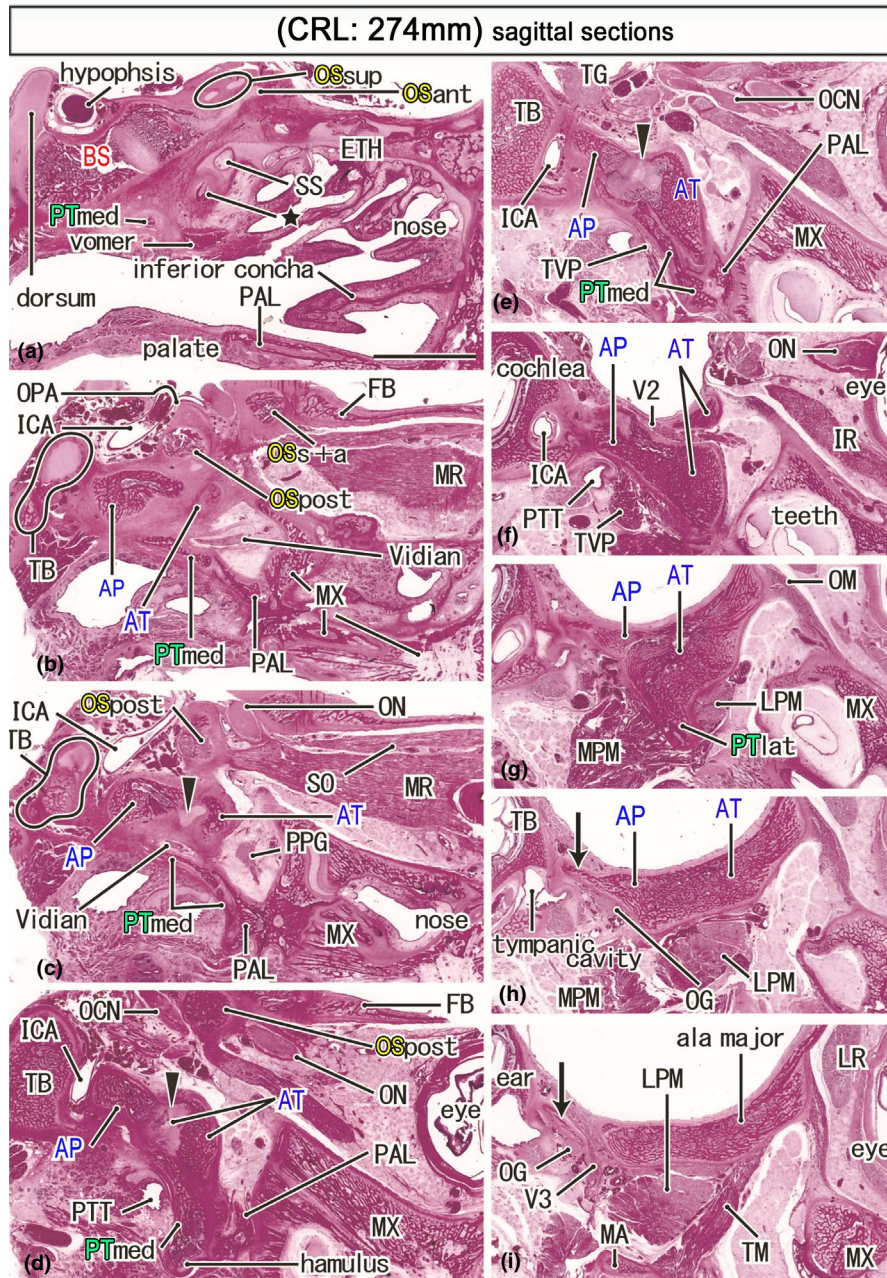 (CRL: 274mm) sagittal sections
hypophsis
OSsup
OSant
BS
ETH
SS
PTmed
vomer
nose
inferior concha
dorsum
PAL
palate
(a)
OPA
FB
ICA
OSs+a
MR
OSpost
TB
Vidian
AP
AT
MX
PTmed
PAL
(b)
OSpost
ICA
ON
TB
SO
MR
AT
AP
PPG
Vidian
PTmed
nose
MX
PAL
(c)
OCN
FB
ICA
OSpost
TB
ON
AT
eye
AP
PAL
PTT
MX
PTmed
hamulus
(d)
TG
OCN
TB
PAL
AT
ICA
AP
MX
TVP
PTmed
(e)
AP
AT
ON
cochlea
V2
eye
ICA
IR
PTT
teeth
TVP
(f)
AT
OM
AP
LPM
MX
PTlat
MPM
(g)
TB
AP
AT
tympanic
cavity
LPM
MPM
OG
(h)
ala major
ear
LPM
LR
OG
eye
V3
MA
TM
MX
(i)